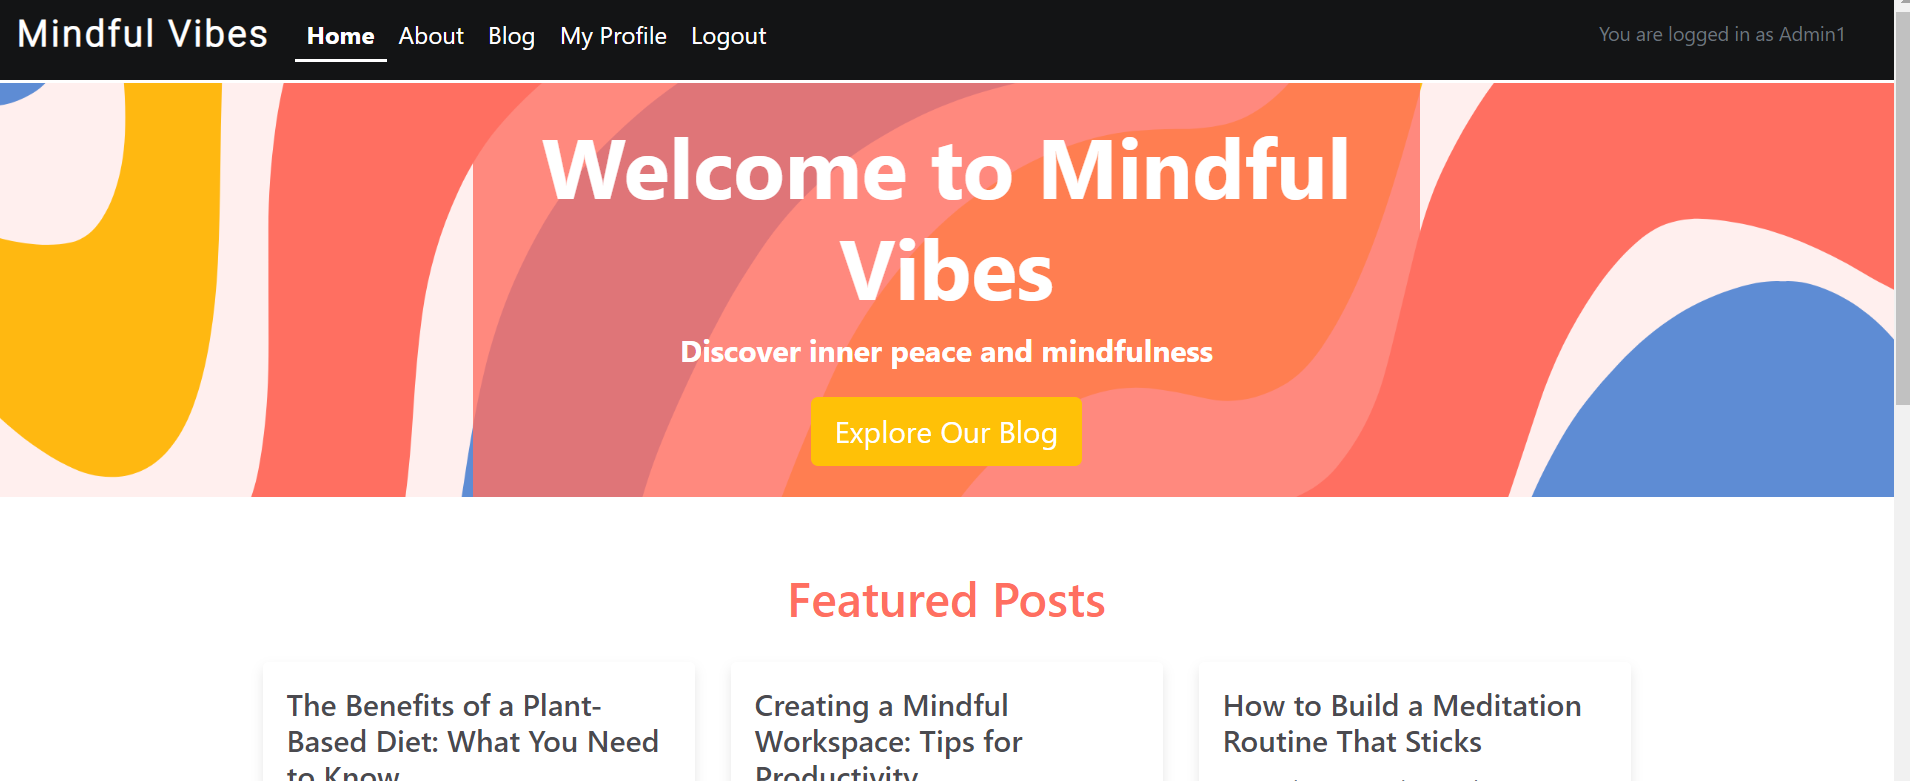 Mindful Vibes Home About Blog My Profile Logout You are logged in as Admin1
Welcome to Mindful
Vibes
Discover inner peace and mindfulness
Explore Our Blog
Featured Posts
The Benefits of a Plant-
Based Diet: What You Need
to Know
Creating a Mindful
Workspace: Tips for
Productivity
How to Build a Meditation
Routine That Sticks